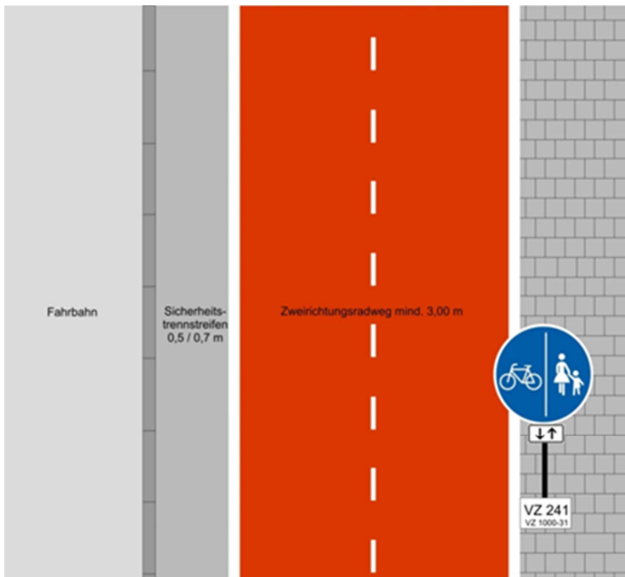 Fahrbahn
Sicherheits-
trennstreifen
0,5 / 0,7 m
Zweirichtungsradweg mind. 3,00 m
VZ 241
VZ 1000-31